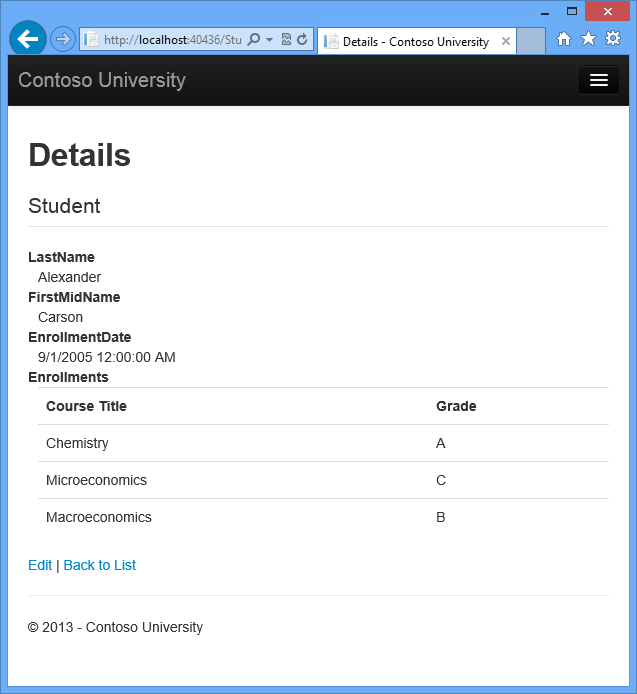 http://localhost:40436/Stu
Details - Contoso University
Contoso University
Details
Student
LastName
Alexander
FirstMidName
Carson
EnrollmentDate
9/1/2005 12:00:00 AM
Enrollments
Course Title Grade
Chemistry A
Microeconomics C
Macroeconomics B
Edit | Back to List
© 2013 - Contoso University